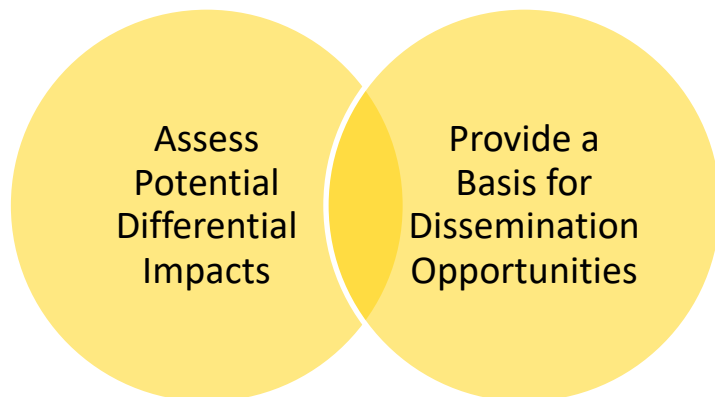 Assess
Potential
Differential
Impacts
Provide a
Basis for
Dissemination
Opportunities